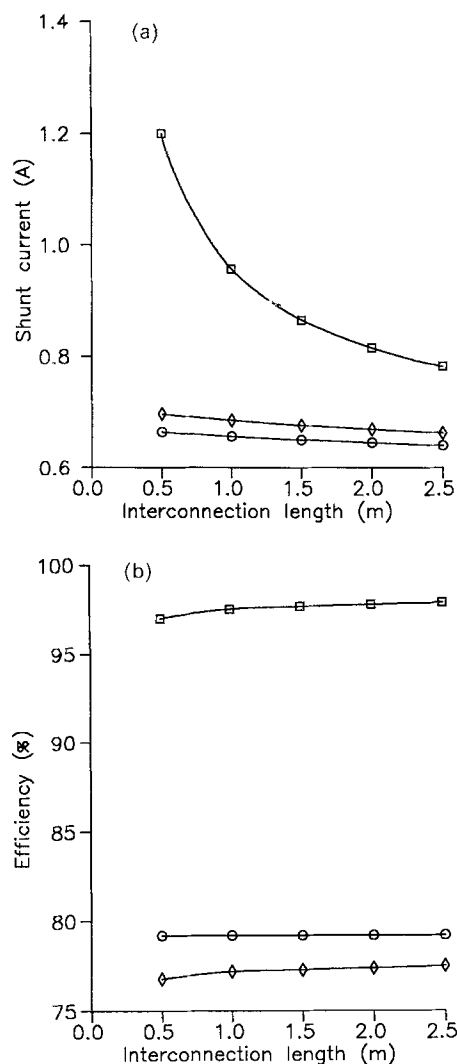 (a)
1.4
1.2
1.0
0.8
0.6
Shunt current (A)
0.0 0.5 1.0 1.5 2.0 2.5
Interconnection length (m)
(b)
100
95
90
85
80
75
Efficiency (%)
0.0 0.5 1.0 1.5 2.0 2.5
Interconnection length (m)